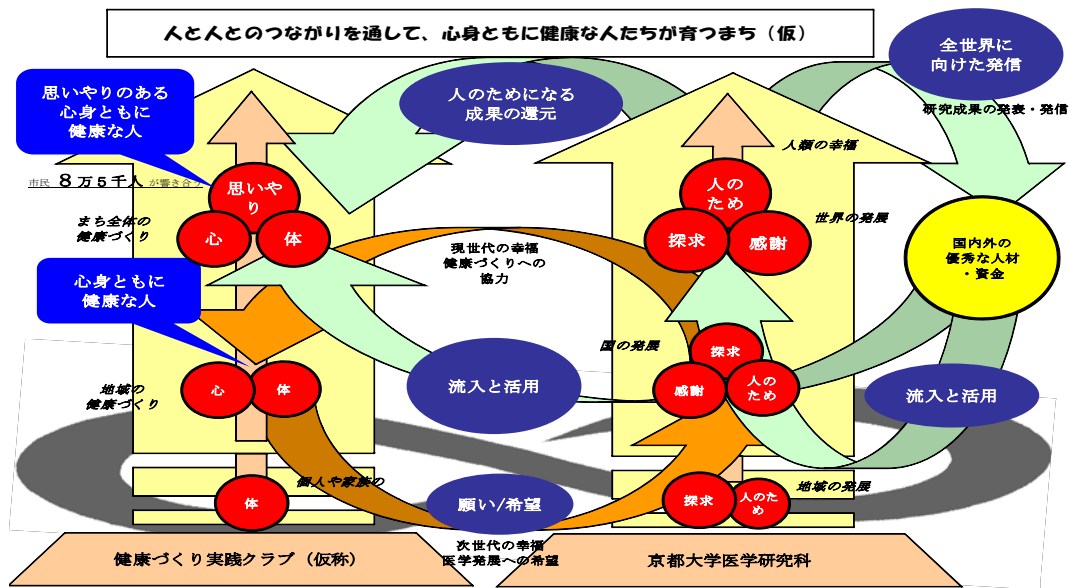 人と人とのつながりを通して、心身ともに健康な人たちが育つまち（仮）
全世界に
向けた発信
研究成果の発表・発信
思いやりのある
心身ともに
健康な人
人のためになる
成果の還元
人類の幸福
市民 ８万５千人 が響き合う
思いや
り
心
体
まち全体の
健康づくり
人の
ため
探求
感謝
世界の発展
国内外の
優秀な人材
・資金
現世代の幸福
健康づくりへの
協力
心身ともに
健康な人
国の発展
探求
感謝
人の
ため
心
体
地域の
健康づくり
流入と活用
流入と活用
個人や家族の
体
願い/希望
探求
人のた
め
地域の発展
次世代の幸福
医学発展への希望
健康づくり実践クラブ（仮称）
京都大学医学研究科